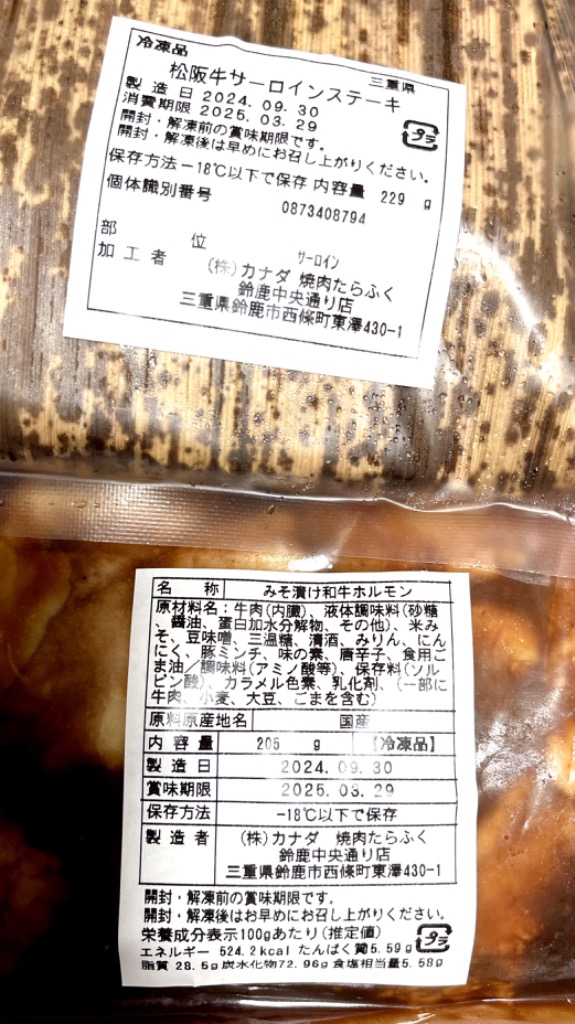 冷凍品
三重県
松阪牛サーロインステーキ
製造日 2024. 09. 30
消費期限 2025. 03. 29
開封・解凍前の賞味期限です。
開封・解凍後は早めにお召し上がりください。
プラ
保存方法 -18℃以下で保存 内容量 229 g
個体識別番号 0873408794
部位 サーロイン
加工者 (株)カナダ 焼肉たらふく
鈴鹿中央通り店
三重県鈴鹿市西條町東澤430-1
名称 みそ漬け和牛ホルモン
原材料名:牛肉(内臓)、液体調味料(砂糖
、醤油、蛋白加水分解物、その他)、米み
そ、豆味噌、三温糖、清酒、みりん、にん
にく、豚ミンチ、味の素、唐辛子、食用ご
ま油/調味料(アミノ酸等)、保存料(ソル
ビン酸)、カラメル色素、乳化剤、(一部に
牛肉、小麦、大豆、ごまを含む)
原料原産地名 国産
内容量 205 g 【冷凍品】
製造日 2024. 09. 30
賞味期限 2025. 03. 29
保存方法 -18℃以下で保存
製造者 (株)カナダ 焼肉たらふく
鈴鹿中央通り店
三重県鈴鹿市西條町東澤430-1
開封・解凍前の賞味期限です。
開封・解凍後はお早めにお召し上がりください。
栄養成分表示100gあたり(推定値)
エネルギー 524.2kcal たんぱく質5.59g
脂質 28.5g炭水化物72.96g食塩相当量5.58g
プラ